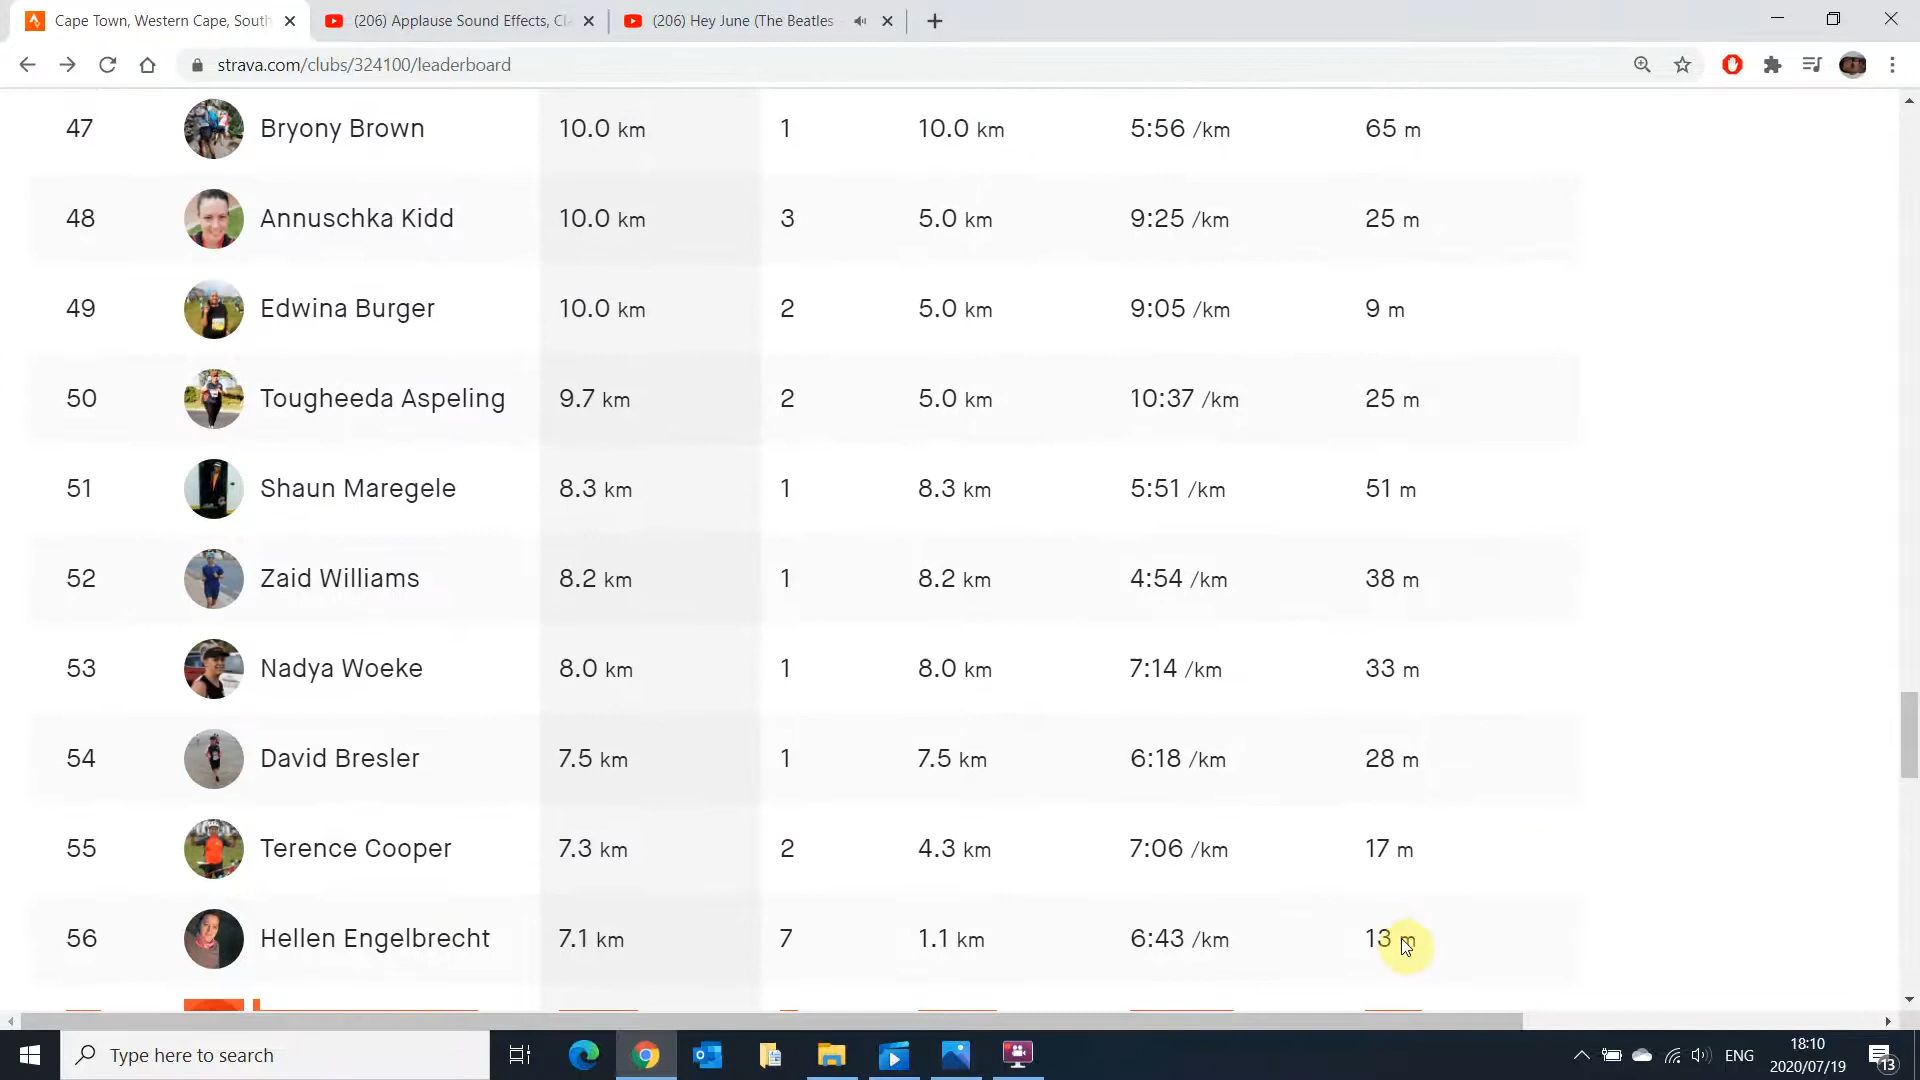 Cape Town, Western Cape, South
(206) Applause Sound Effects, Cl
(206) Hey June (The Beatles
strava.com/clubs/324100/leaderboard
47 Bryony Brown 10.0 km 1 10.0 km 5:56 /km 65 m
48 Annuschka Kidd 10.0 km 3 5.0 km 9:25 /km 25 m
49 Edwina Burger 10.0 km 2 5.0 km 9:05 /km 9 m
50 Tougheeda Aspeling 9.7 km 2 5.0 km 10:37 /km 25 m
51 Shaun Maregele 8.3 km 1 8.3 km 5:51 /km 51 m
52 Zaid Williams 8.2 km 1 8.2 km 4:54 /km 38 m
53 Nadya Woeke 8.0 km 1 8.0 km 7:14 /km 33 m
54 David Bresler 7.5 km 1 7.5 km 6:18 /km 28 m
55 Terence Cooper 7.3 km 2 4.3 km 7:06 /km 17 m
56 Hellen Engelbrecht 7.1 km 7 1.1 km 6:43 /km 13 m
Type here to search
ENG
18:10
2020/07/19
13